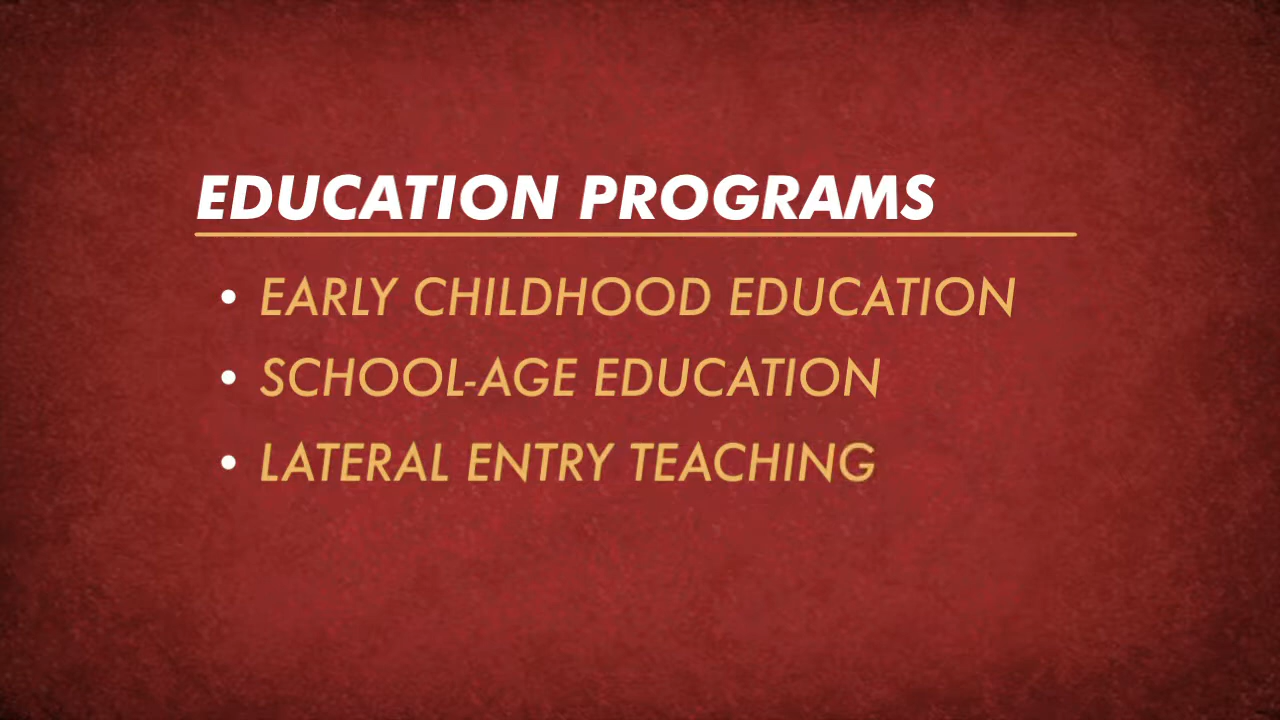 EDUCATION PROGRAMS
• EARLY CHILDHOOD EDUCATION
• SCHOOL-AGE EDUCATION
• LATERAL ENTRY TEACHING